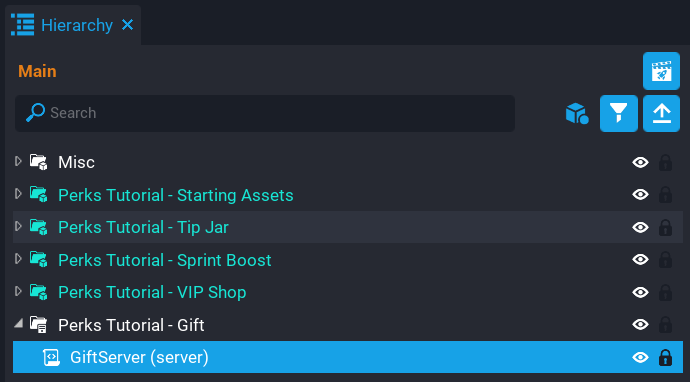 Hierarchy
Main
Search
Misc
Perks Tutorial - Starting Assets
Perks Tutorial - Tip Jar
Perks Tutorial - Sprint Boost
Perks Tutorial - VIP Shop
Perks Tutorial - Gift
GiftServer (server)